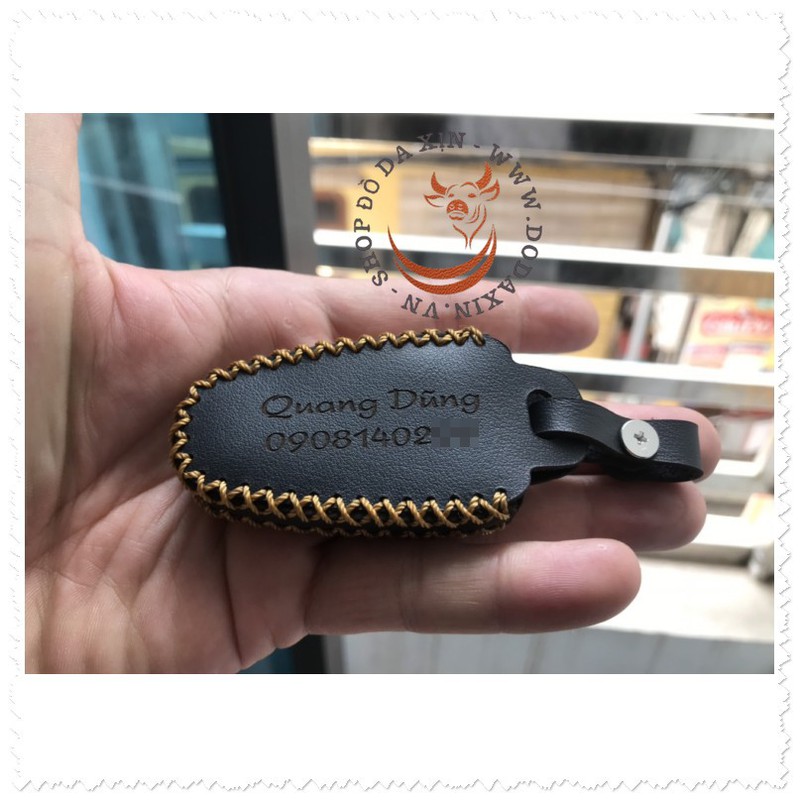 SHOP ĐỒ DA XỊN - WWW.DODAXIN.VN -
Quang Dũng
09081402